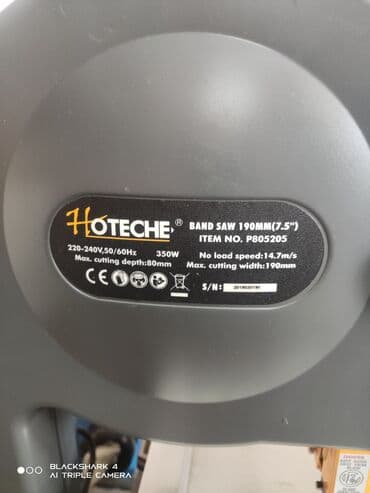 HOTECHE®
BAND SAW 190MM(7.5")
ITEM NO. P805205
220-240V,50/60Hz 350W
No load speed:14.7m/s
Max. cutting depth:80mm
Max. cutting width:190mm
CE
S/N:
BLACKSHARK 4
AI TRIPLE CAMERA